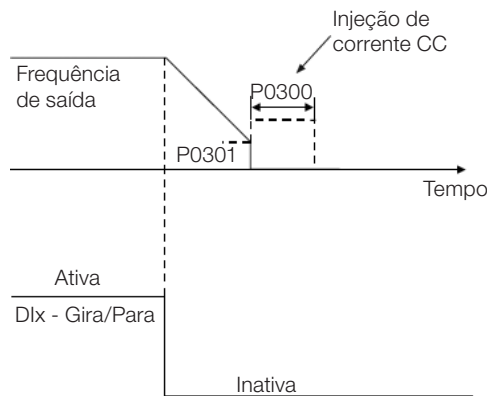 Injeção de
corrente CC
Frequência
de saída
P0300
P0301
Tempo
Ativa
DIx - Gira/Para
Inativa